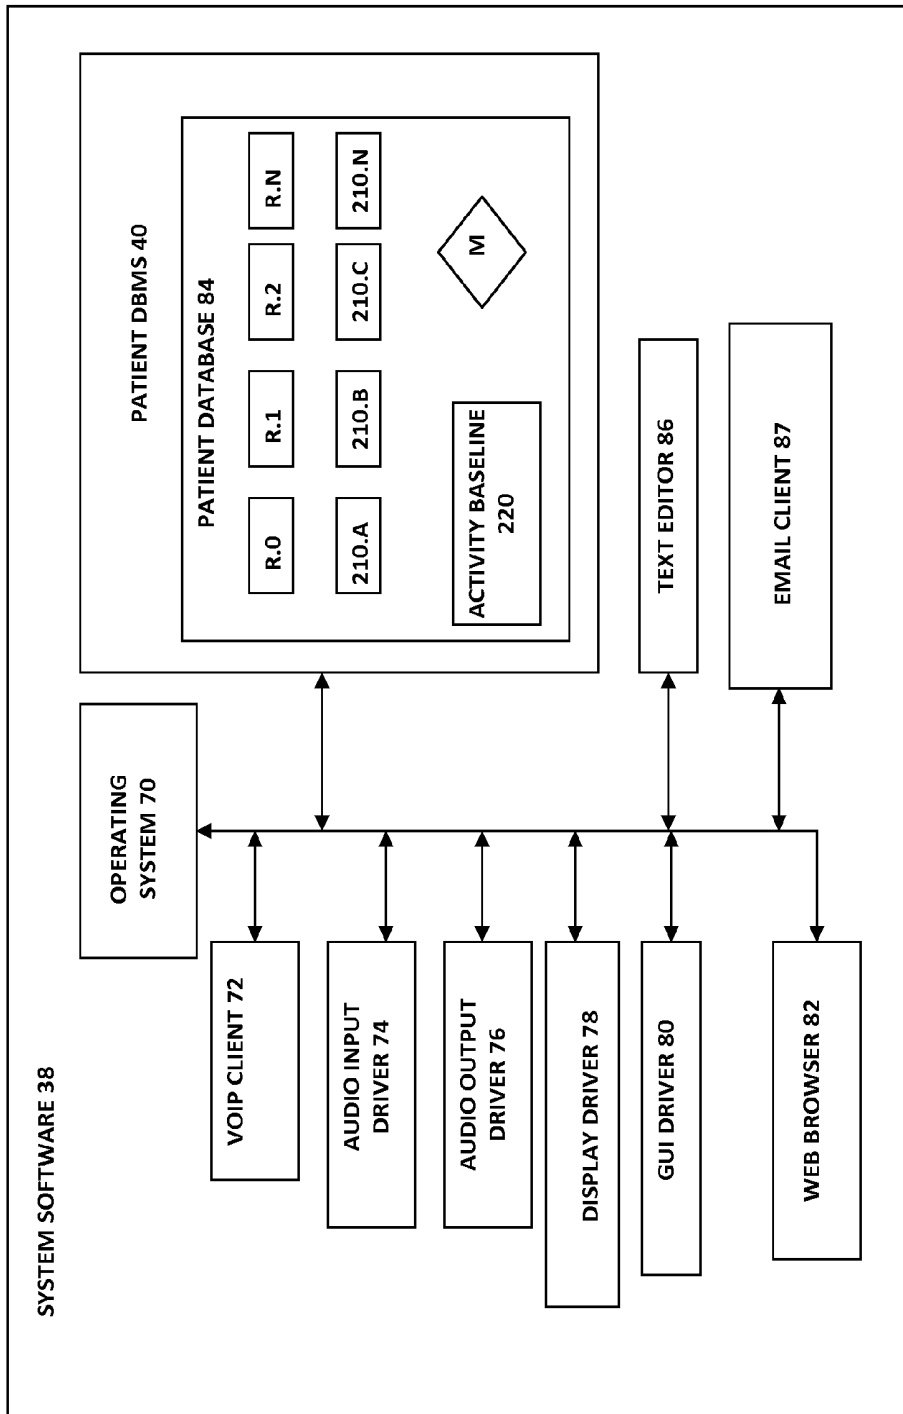 SYSTEM SOFTWARE 38
OPERATING
SYSTEM 70
VOIP CLIENT 72
AUDIO INPUT
DRIVER 74
AUDIO OUTPUT
DRIVER 76
DISPLAY DRIVER 78
GUI DRIVER 80
WEB BROWSER 82
PATIENT DBMS 40
PATIENT DATABASE 84
R.0
R.1
R.2
R.N
210.A
210.B
210.C
210.N
ACTIVITY BASELINE
220
M
TEXT EDITOR 86
EMAIL CLIENT 87